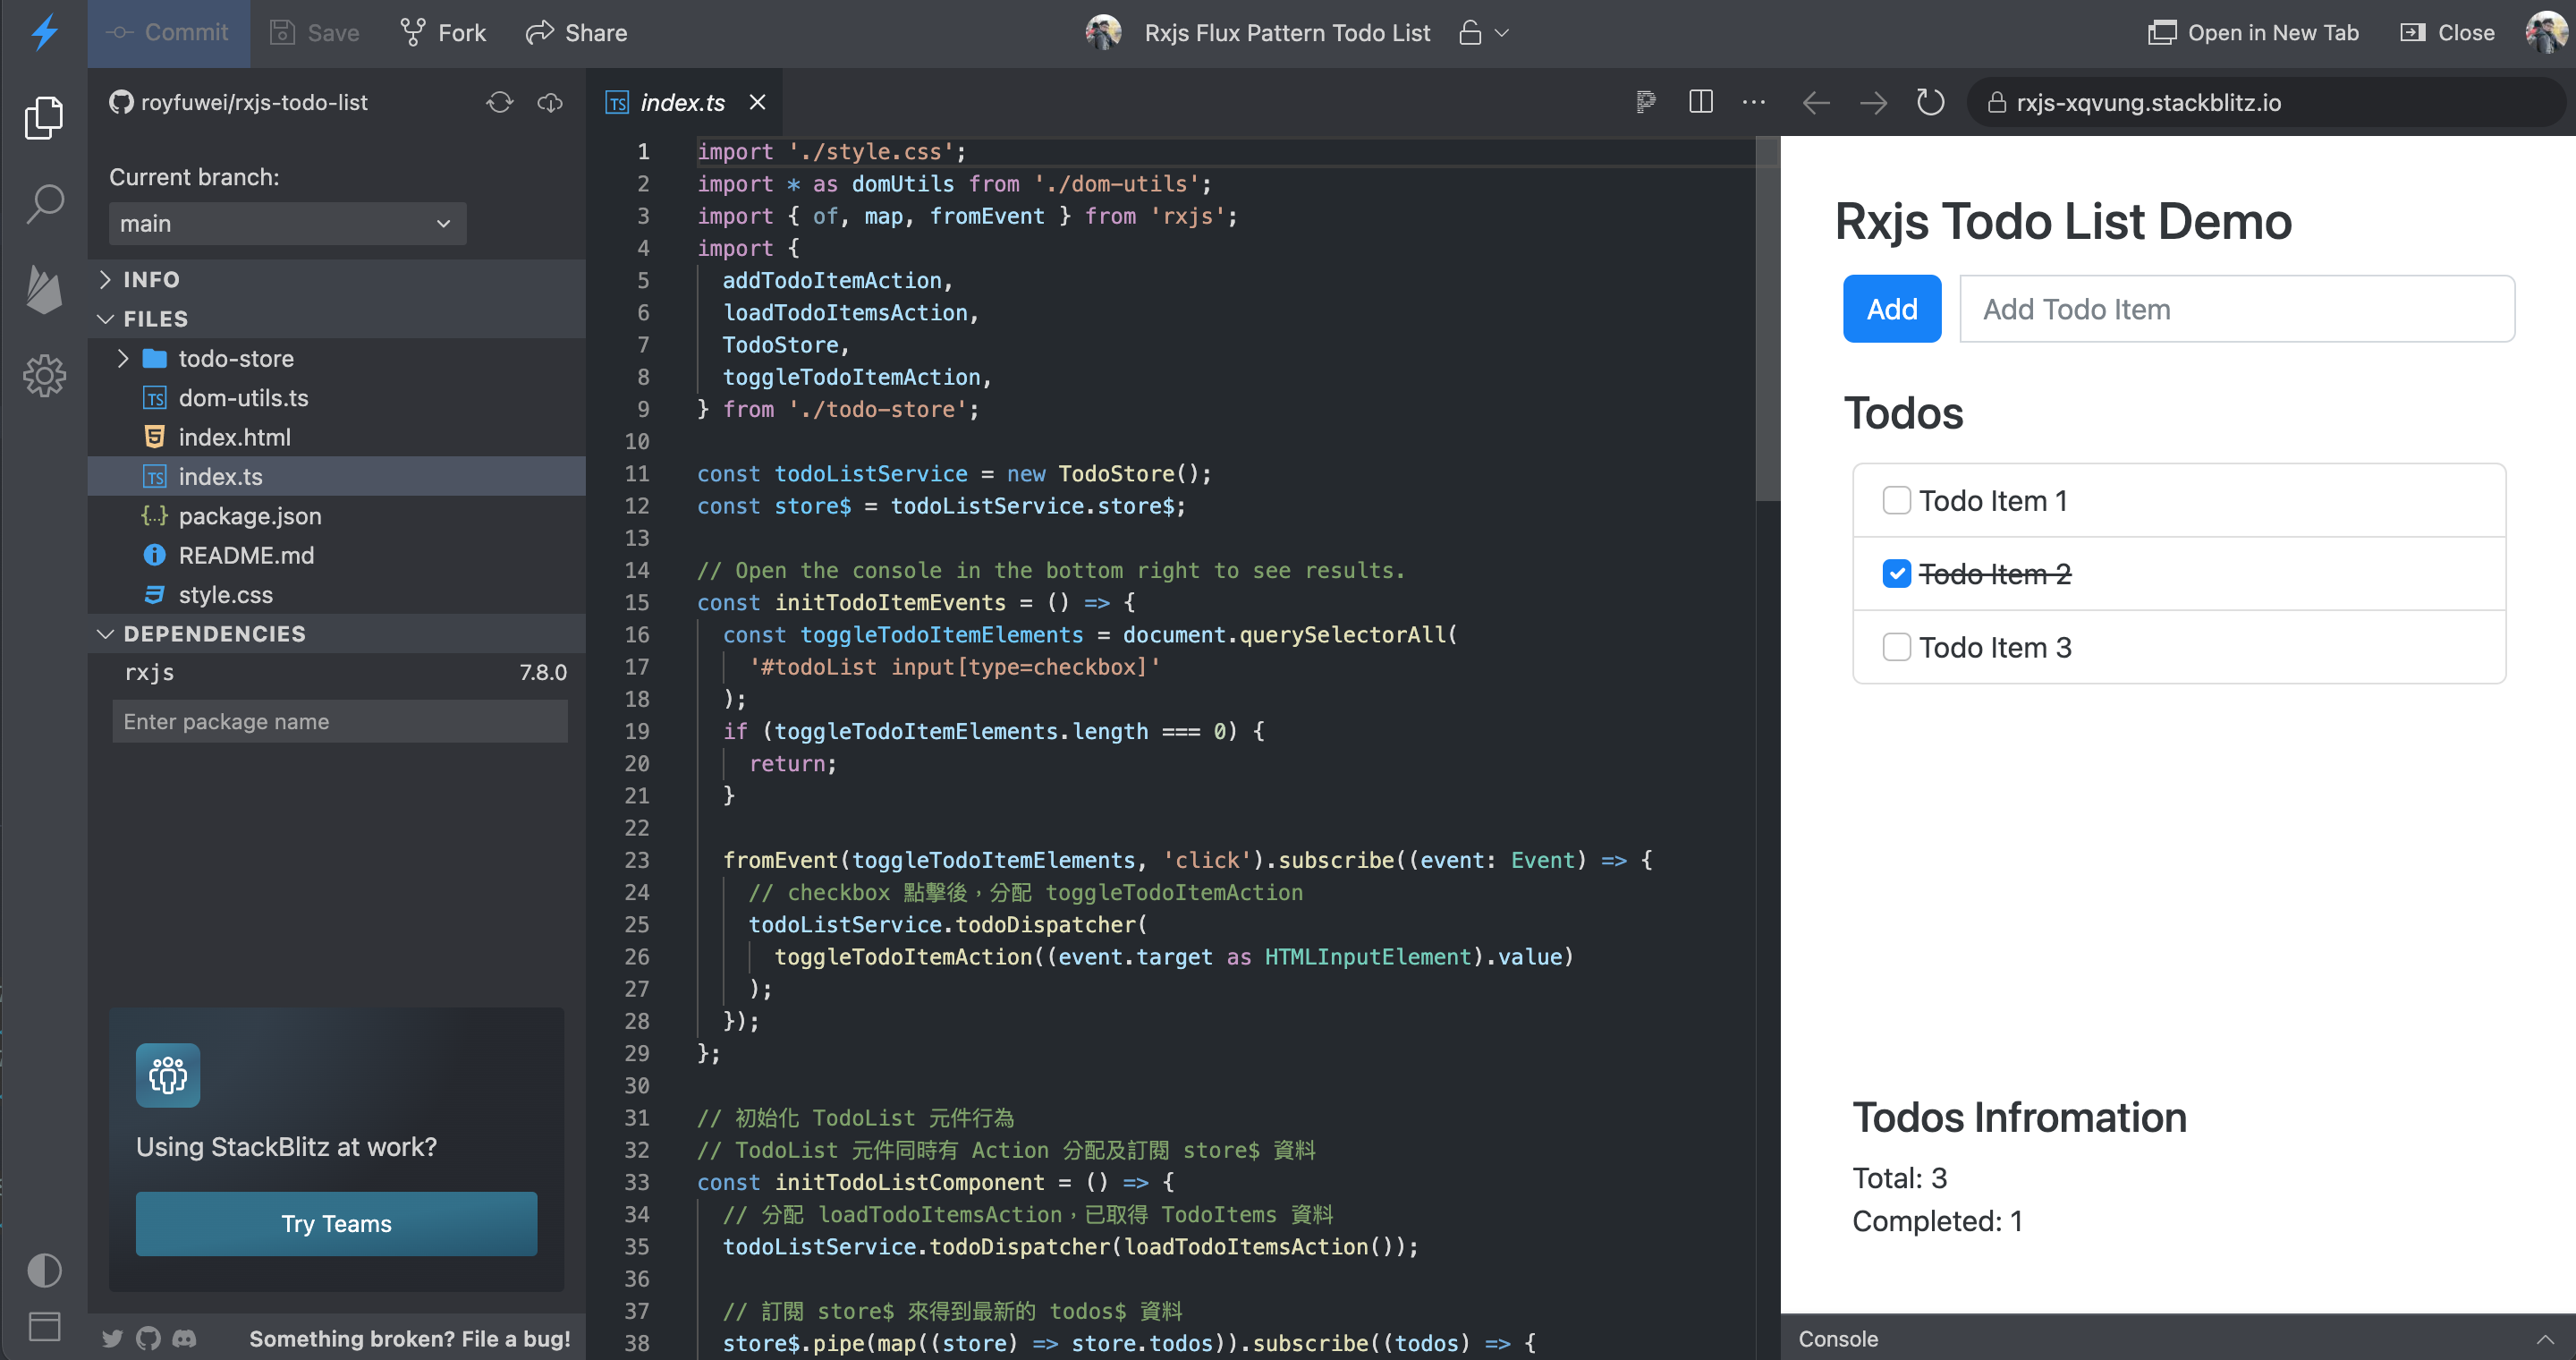 Commit
Save
Fork
Share
Rxjs Flux Pattern Todo List
Open in New Tab
Close
royfuwei/rxjs-todo-list
Current branch:
main
INFO
FILES
todo-store
dom-utils.ts
index.html
index.ts
package.json
README.md
style.css
DEPENDENCIES
rxjs 7.8.0
Enter package name
Using StackBlitz at work?
Try Teams
Something broken? File a bug!
TS index.ts
1 import './style.css';
2 import * as domUtils from './dom-utils';
3 import { of, map, fromEvent } from 'rxjs';
4 import {
5 addTodoItemAction,
6 loadTodoItemsAction,
7 TodoStore,
8 toggleTodoItemAction,
9 } from './todo-store';
10
11 const todoListService = new TodoStore();
12 const store$ = todoListService.store$;
13
14 // Open the console in the bottom right to see results.
15 const initTodoItemEvents = () => {
16 const toggleTodoItemElements = document.querySelectorAll(
17 '#todoList input[type=checkbox]'
18 );
19 if (toggleTodoItemElements.length === 0) {
20 return;
21 }
22
23 fromEvent(toggleTodoItemElements, 'click').subscribe((event: Event) => {
24 // checkbox 點擊後，分配 toggleTodoItemAction
25 todoListService.todoDispatcher(
26 toggleTodoItemAction((event.target as HTMLInputElement).value)
27 );
28 });
29 };
30
31 // 初始化 TodoList 元件行為
32 // TodoList 元件同時有 Action 分配及訂閱 store$ 資料
33 const initTodoListComponent = () => {
34 // 分配 loadTodoItemsAction，已取得 TodoItems 資料
35 todoListService.todoDispatcher(loadTodoItemsAction());
36
37 // 訂閱 store$ 來得到最新的 todos$ 資料
38 store$.pipe(map((store) => store.todos)).subscribe((todos) => {
rxjs-xqvung.stackblitz.io
Rxjs Todo List Demo
Add
Add Todo Item
Todos
Todo Item 1
Todo Item 2
Todo Item 3
Todos Infromation
Total: 3
Completed: 1
Console